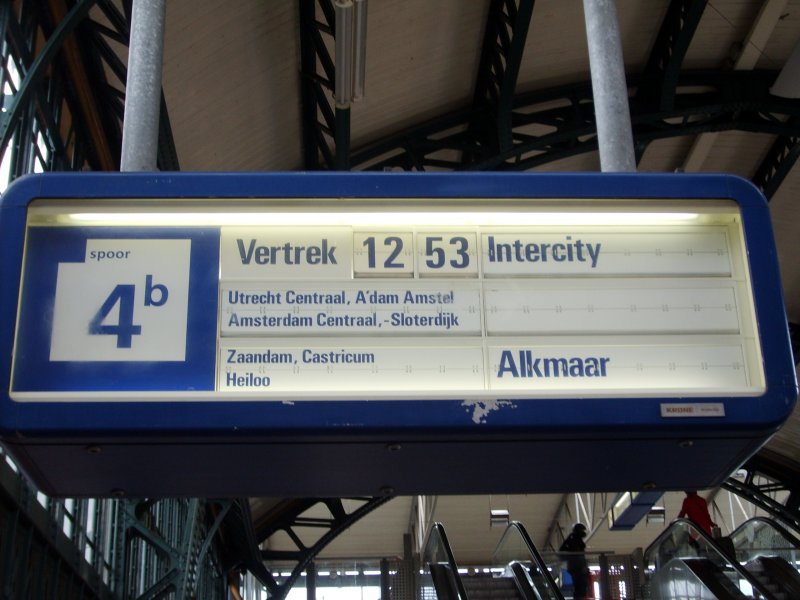 spoor
4b
Vertrek 12 53 Intercity
Utrecht Centraal, A'dam Amstel
Amsterdam Centraal,-Sloterdijk
Zaandam, Castricum
Heiloo
Alkmaar
KRONE